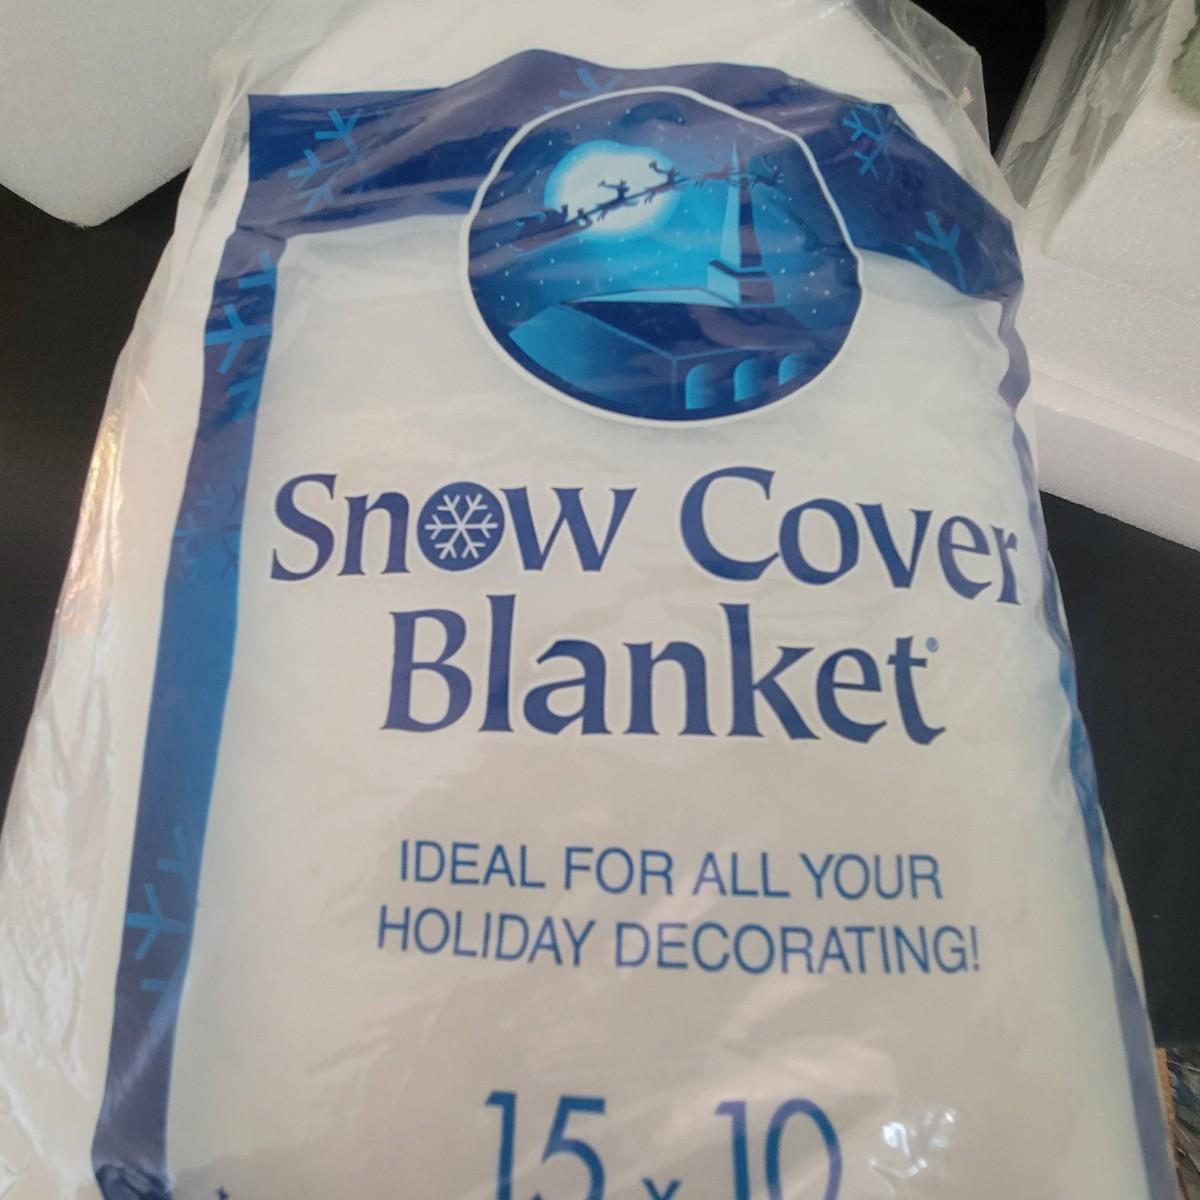 Snow Cover
Blanket®
IDEAL FOR ALL YOUR
HOLIDAY DECORATING!
15 x 10